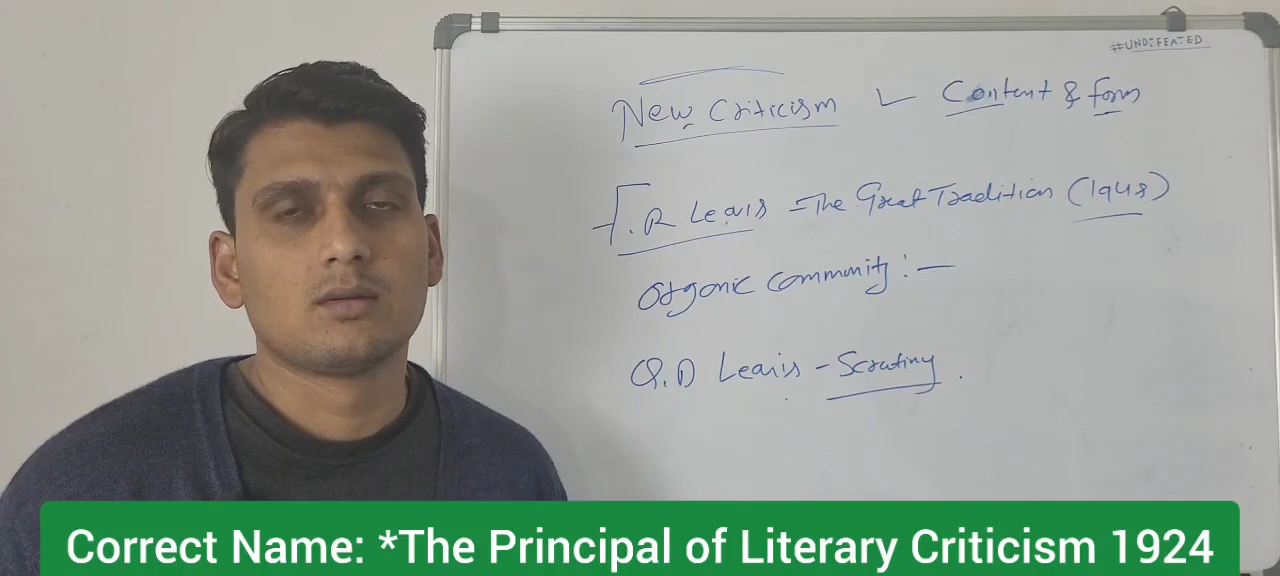 #UNDEFEATED
New Criticism Content & form
F.R Leavis =The Great Tradition (1948)
Organic community :—
Q.D Leavis - Scrutiny.
Correct Name: *The Principal of Literary Criticism 1924